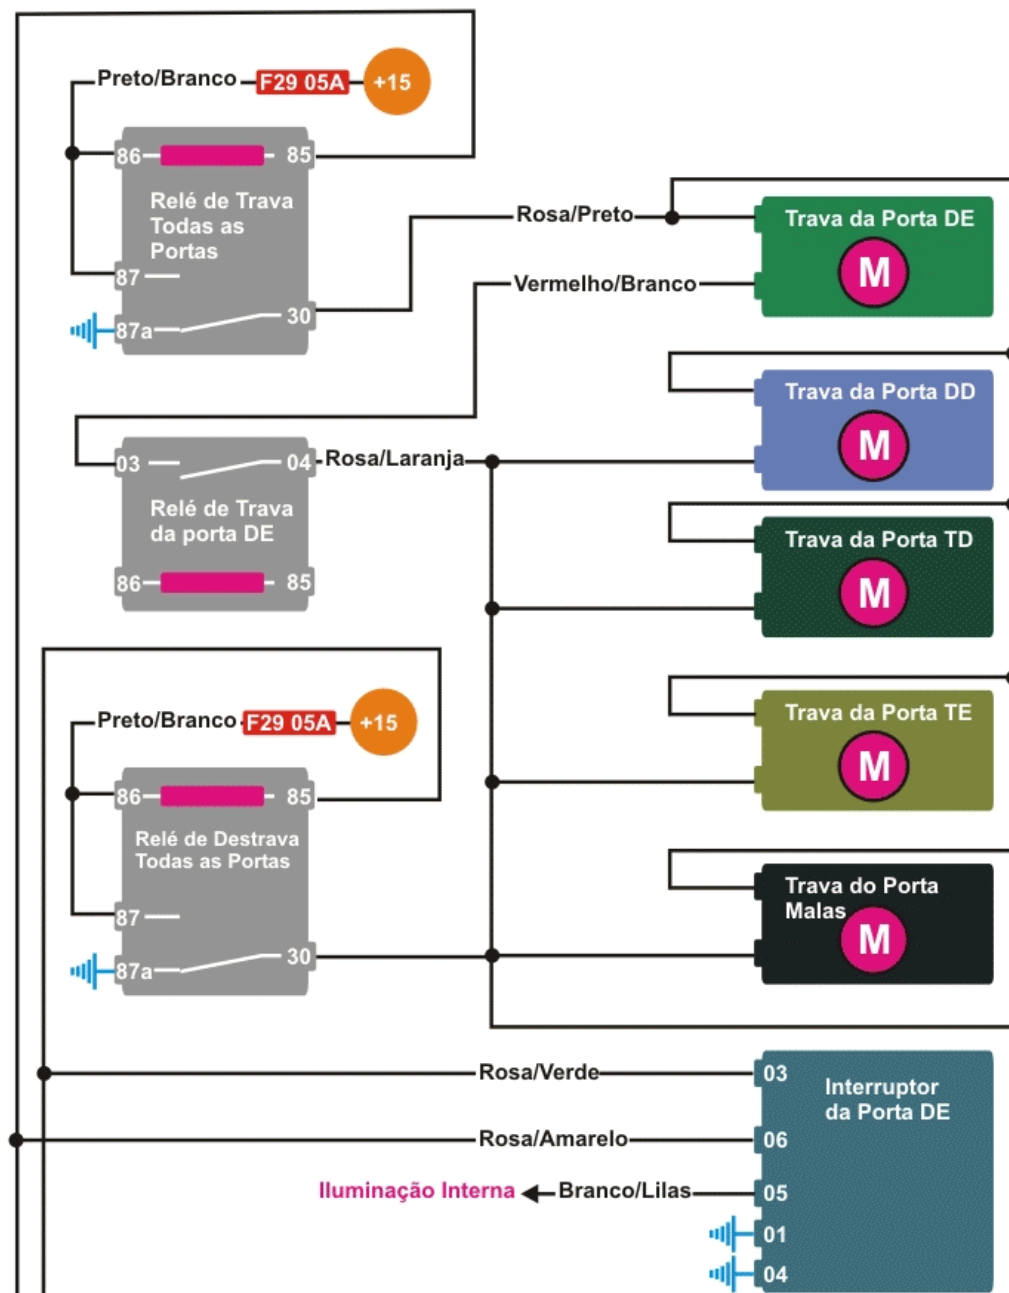 Preto/Branco F29 05A +15
86 85
Relé de Trava
Todas as
Portas
87
87a 30
Rosa/Preto
Vermelho/Branco
Trava da Porta DE
M
Trava da Porta DD
M
03 04 Rosa/Laranja
Relé de Trava
da porta DE
86 85
Trava da Porta TD
M
Preto/Branco F29 05A +15
86 85
Relé de Destrava
Todas as Portas
87
87a 30
Trava da Porta TE
M
Trava do Porta
Malas
M
Rosa/Verde 03
Interruptor
da Porta DE
Rosa/Amarelo 06
Iluminação Interna Branco/Lilas 05
01
04